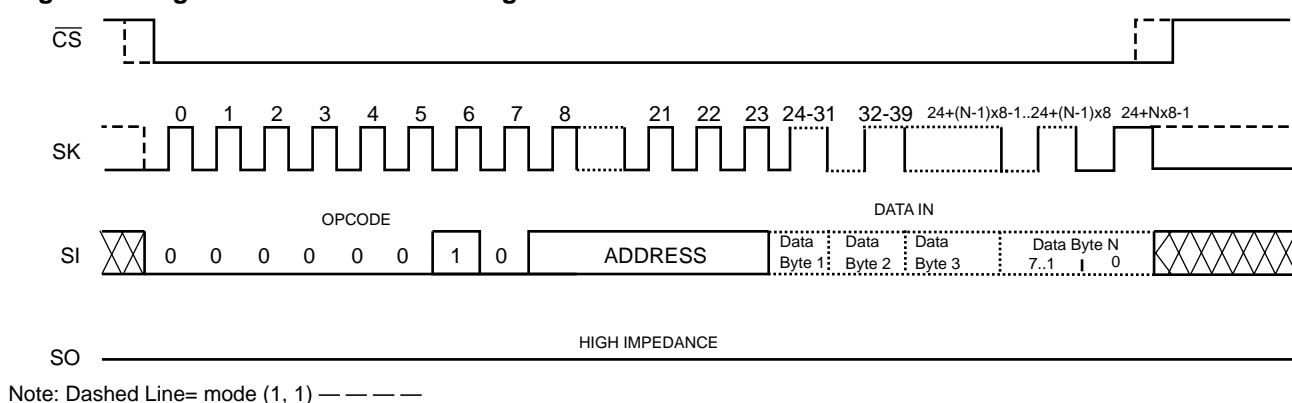 CS
0 1 2 3 4 5 6 7 8 21 22 23 24-31 32-39 24+(N-1)x8-1..24+(N-1)x8 24+Nx8-1
SK
OPCODE
DATA IN
SI 0 0 0 0 0 0 1 0 ADDRESS
Data Byte 1
Data Byte 2
Data Byte 3
Data Byte N
7..1 0
HIGH IMPEDANCE
SO
Note: Dashed Line= mode (1, 1) — — — —